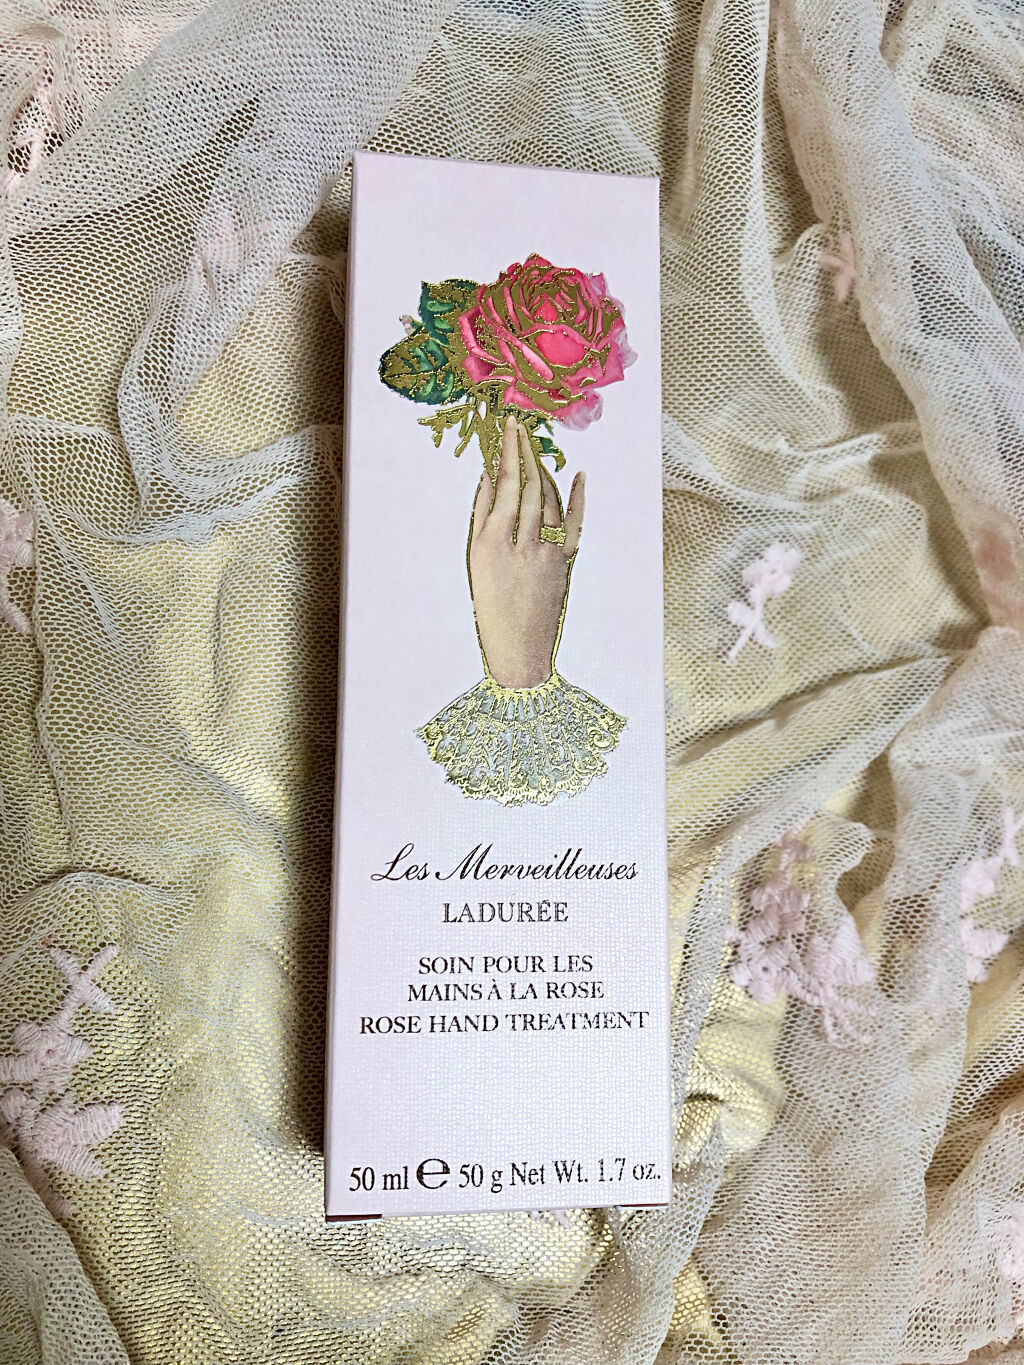 Les Merveilleuses
LADURÉE
SOIN POUR LES
MAINS À LA ROSE
ROSE HAND TREATMENT
50 ml ℮ 50 g Net Wt. 1.7 oz.